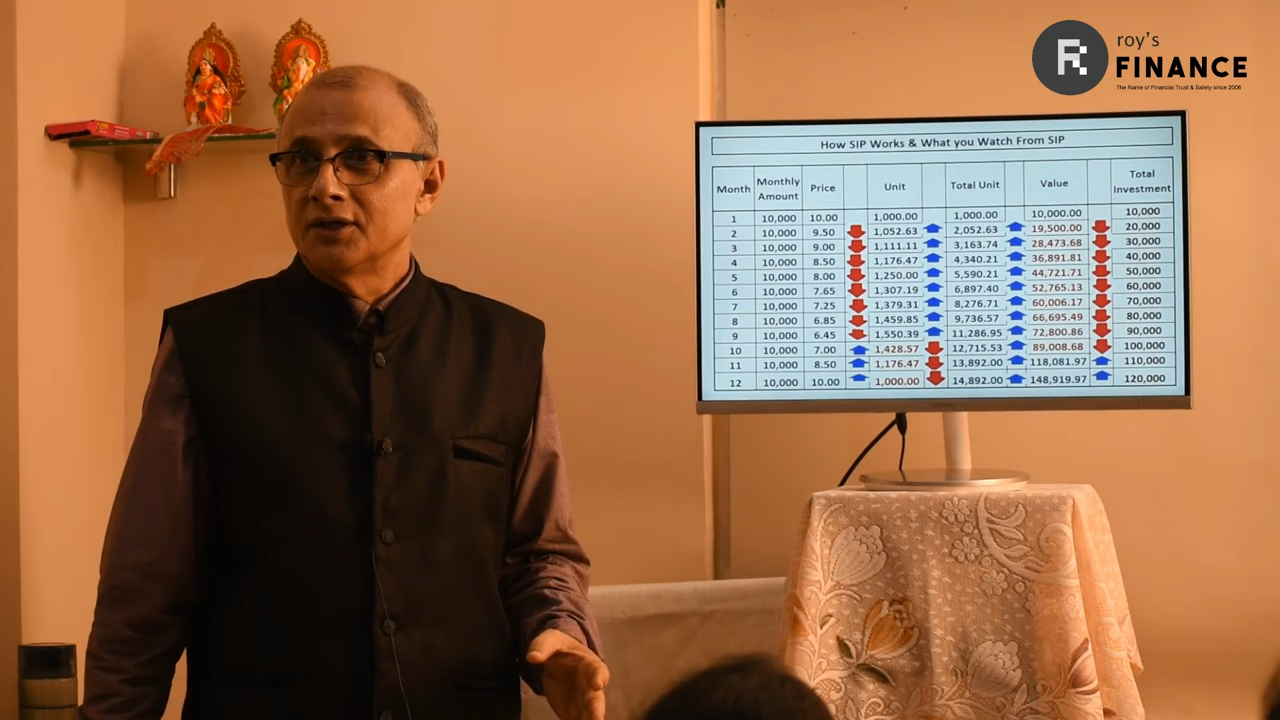 roy's
FINANCE
The Name of Financial Trust & Safety since 2006
How SIP Works & What you Watch From SIP
Month Monthly Amount Price Unit Total Unit Value Total Investment
1 10,000 10.00 1,000.00 1,000.00 10,000.00 10,000
2 10,000 9.50 1,052.63 2,052.63 19,500.00 20,000
3 10,000 9.00 1,111.11 3,163.74 28,473.68 30,000
4 10,000 8.50 1,176.47 4,340.21 36,891.81 40,000
5 10,000 8.00 1,250.00 5,590.21 44,721.71 50,000
6 10,000 7.65 1,307.19 6,897.40 52,765.13 60,000
7 10,000 7.25 1,379.31 8,276.71 60,006.17 70,000
8 10,000 6.85 1,459.85 9,736.57 66,695.49 80,000
9 10,000 6.45 1,550.39 11,286.95 72,800.86 90,000
10 10,000 7.00 1,428.57 12,715.53 89,008.68 100,000
11 10,000 8.50 1,176.47 13,892.00 118,081.97 110,000
12 10,000 10.00 1,000.00 14,892.00 148,919.97 120,000